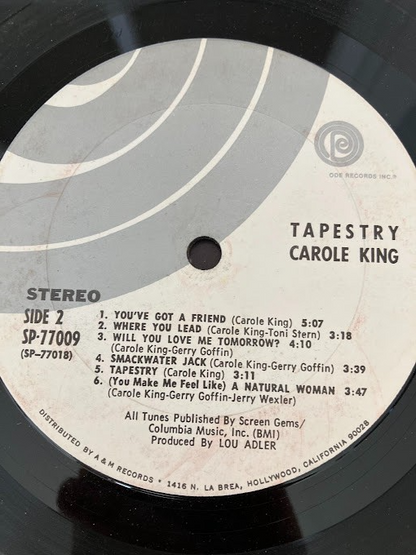 ODE RECORDS INC.®
TAPESTRY
CAROLE KING
STEREO
SIDE 2
SP-77009
(SP-77018)
1. YOU'VE GOT A FRIEND (Carole King) 5:07
2. WHERE YOU LEAD (Carole King-Toni Stern) 3:18
3. WILL YOU LOVE ME TOMORROW? 4:10
(Carole King-Gerry Goffin)
4. SMACKWATER JACK (Carole King-Gerry Goffin) 3:39
5. TAPESTRY (Carole King) 3:11
6. (You Make Me Feel Like) A NATURAL WOMAN 3:47
(Carole King-Gerry Goffin-Jerry Wexler)
All Tunes Published By Screen Gems/
Columbia Music, Inc. (BMI)
Produced By LOU ADLER
DISTRIBUTED BY A & M RECORDS • 1416 N. LA BREA, HOLLYWOOD, CALIFORNIA 90028